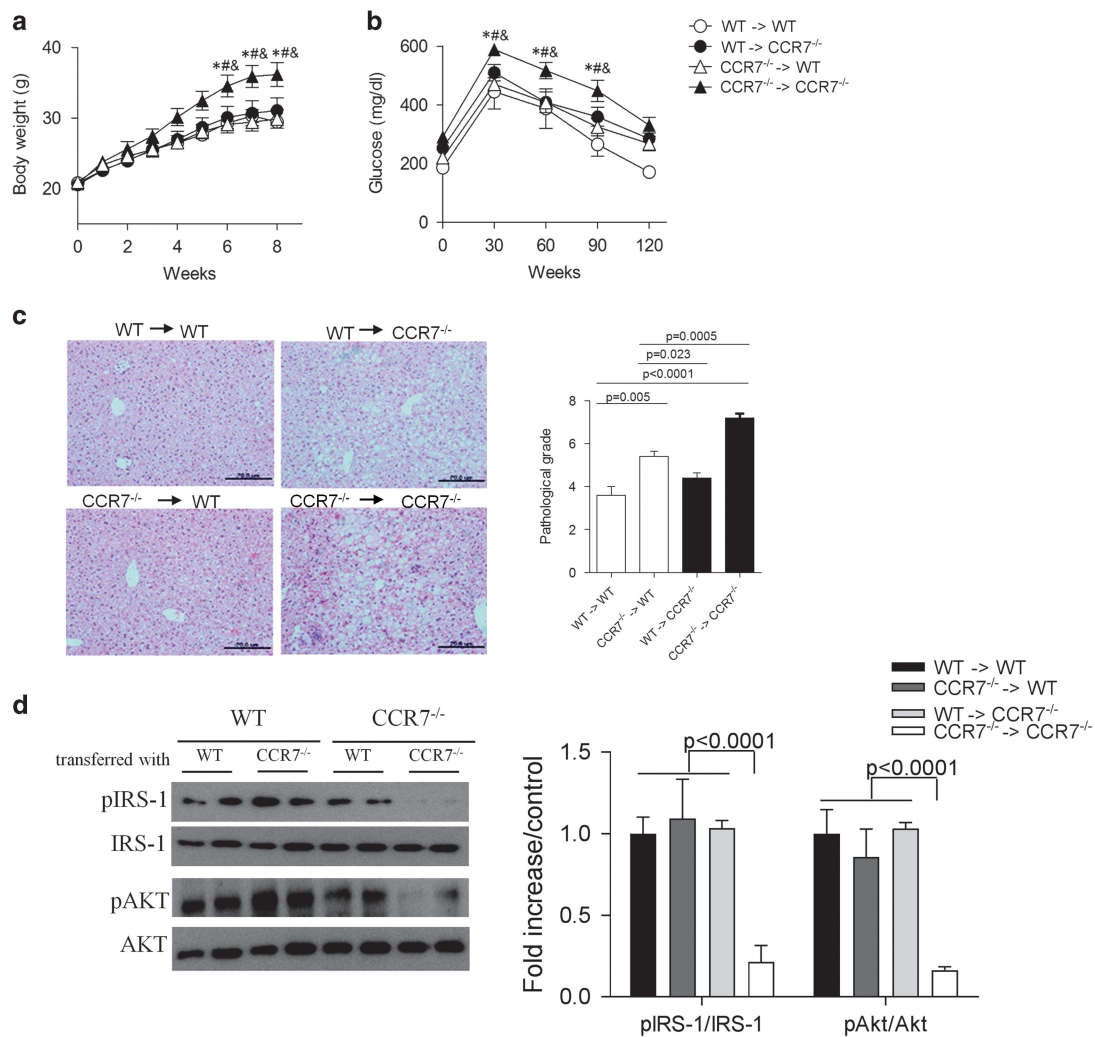 a
Body weight (g)
40
30
20
0 2 4 6 8
Weeks
*#&
*#&
*#&
b
Glucose (mg/dl)
600
400
200
0
0 30 60 90 120
Weeks
*#&
*#&
*#&
WT -> WT
WT -> CCR7-/-
CCR7-/- -> WT
CCR7-/- -> CCR7-/-
c
WT → WT
WT → CCR7-/-
CCR7-/- → WT
CCR7-/- → CCR7-/-
Pathological grade
8
6
4
2
0
p=0.0005
p=0.023
p<0.0001
p=0.005
WT -> WT
CCR7-/- -> WT
WT -> CCR7-/-
CCR7-/- -> CCR7-/-
d
WT CCR7-/-
transferred with WT CCR7-/- WT CCR7-/-
pIRS-1
IRS-1
pAKT
AKT
WT -> WT
CCR7-/- -> WT
WT -> CCR7-/-
CCR7-/- -> CCR7-/-
Fold increase/control
1.5
1.0
0.5
0.0
p<0.0001
p<0.0001
pIRS-1/IRS-1
pAkt/Akt